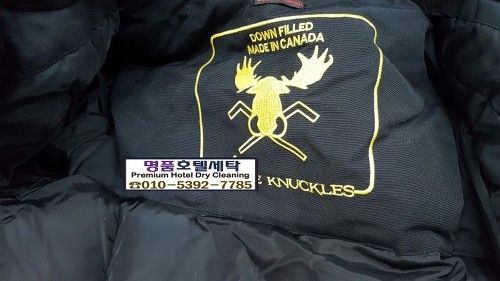 DOWN FILLED
MADE IN CANADA
명품호텔세탁
Premium Hotel Dry Cleaning
☎010-5392-7785
KNUCKLES